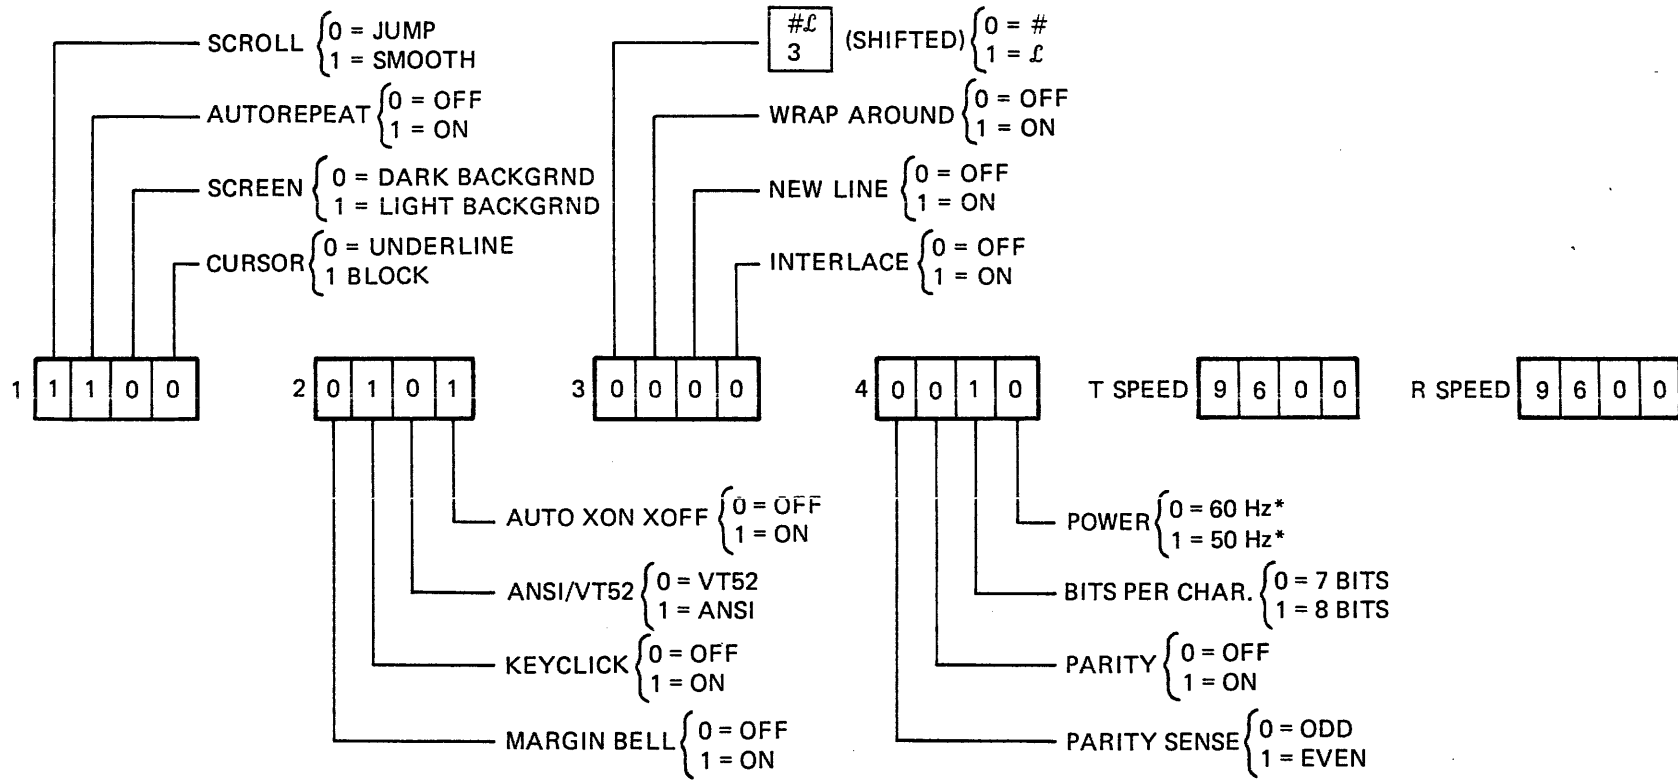 SCROLL 0 = JUMP
1 = SMOOTH
AUTOREPEAT 0 = OFF
1 = ON
SCREEN 0 = DARK BACKGRND
1 = LIGHT BACKGRND
CURSOR 0 = UNDERLINE
1 BLOCK
#£
3 (SHIFTED) 0 = #
1 = £
WRAP AROUND 0 = OFF
1 = ON
NEW LINE 0 = OFF
1 = ON
INTERLACE 0 = OFF
1 = ON
1 1 1 0 0 2 0 1 0 1 3 0 0 0 0 4 0 0 1 0 T SPEED 9 6 0 0 R SPEED 9 6 0 0
AUTO XON XOFF 0 = OFF
1 = ON
ANSI/VT52 0 = VT52
1 = ANSI
KEYCLICK 0 = OFF
1 = ON
MARGIN BELL 0 = OFF
1 = ON
POWER 0 = 60 Hz*
1 = 50 Hz*
BITS PER CHAR. 0 = 7 BITS
1 = 8 BITS
PARITY 0 = OFF
1 = ON
PARITY SENSE 0 = ODD
1 = EVEN